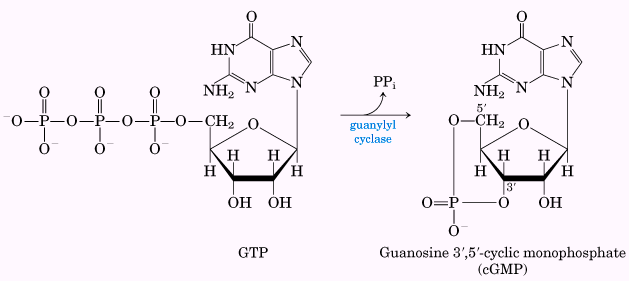 O O
HN N HN N
NH₂ N N NH₂ N N
PPᵢ
guanylyl
cyclase
O O O 5′
⁻O—P—O—P—O—P—O—CH₂ O O—CH₂ O
O⁻ O⁻ O⁻ H H H H H H H H
3′
OH OH O=P—O OH
O⁻
GTP Guanosine 3′,5′-cyclic monophosphate
(cGMP)